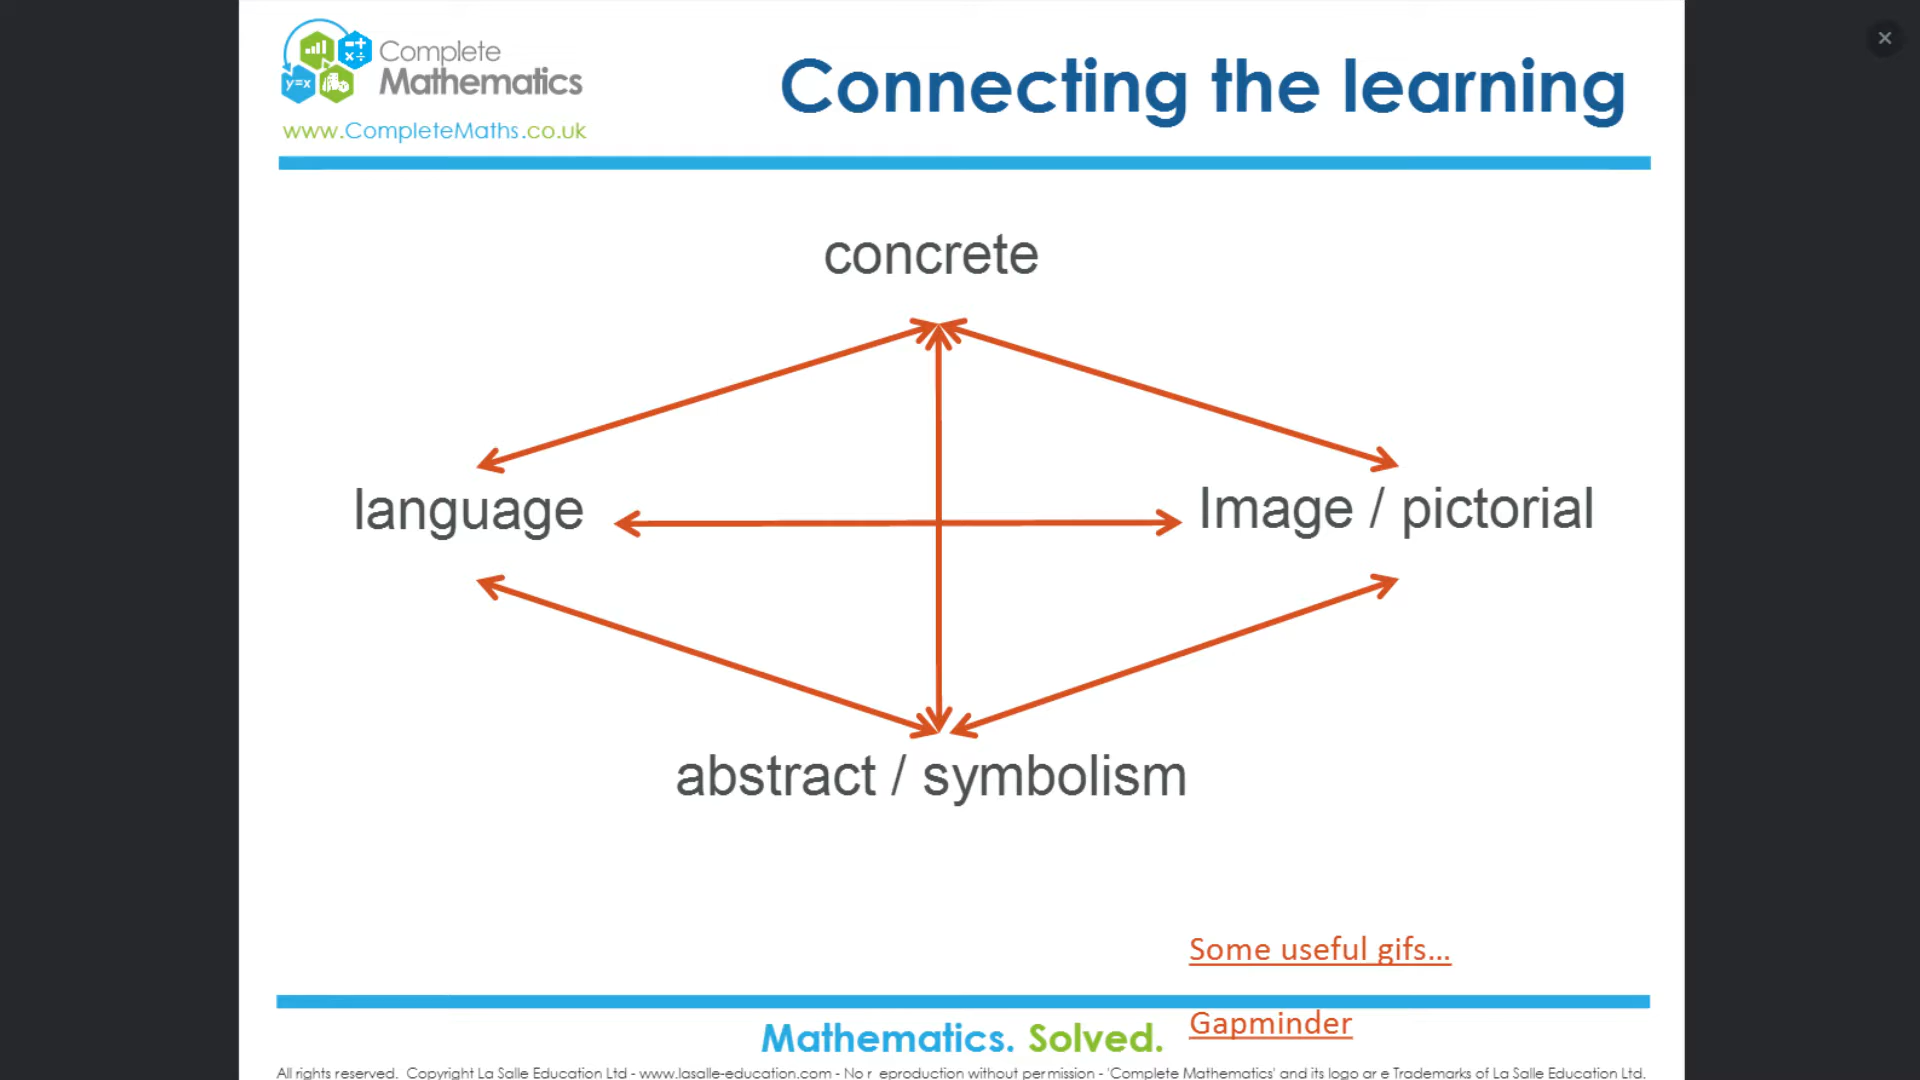 Complete
Mathematics
www.CompleteMaths.co.uk
Connecting the learning
concrete
language
Image / pictorial
abstract / symbolism
Some useful gifs...
Mathematics. Solved.
Gapminder
All rights reserved. Copyright La Salle Education Ltd - www.lasalle-education.com - No r eproduction without permission - 'Complete Mathematics' and its logo ar e Trademarks of La Salle Education Ltd.